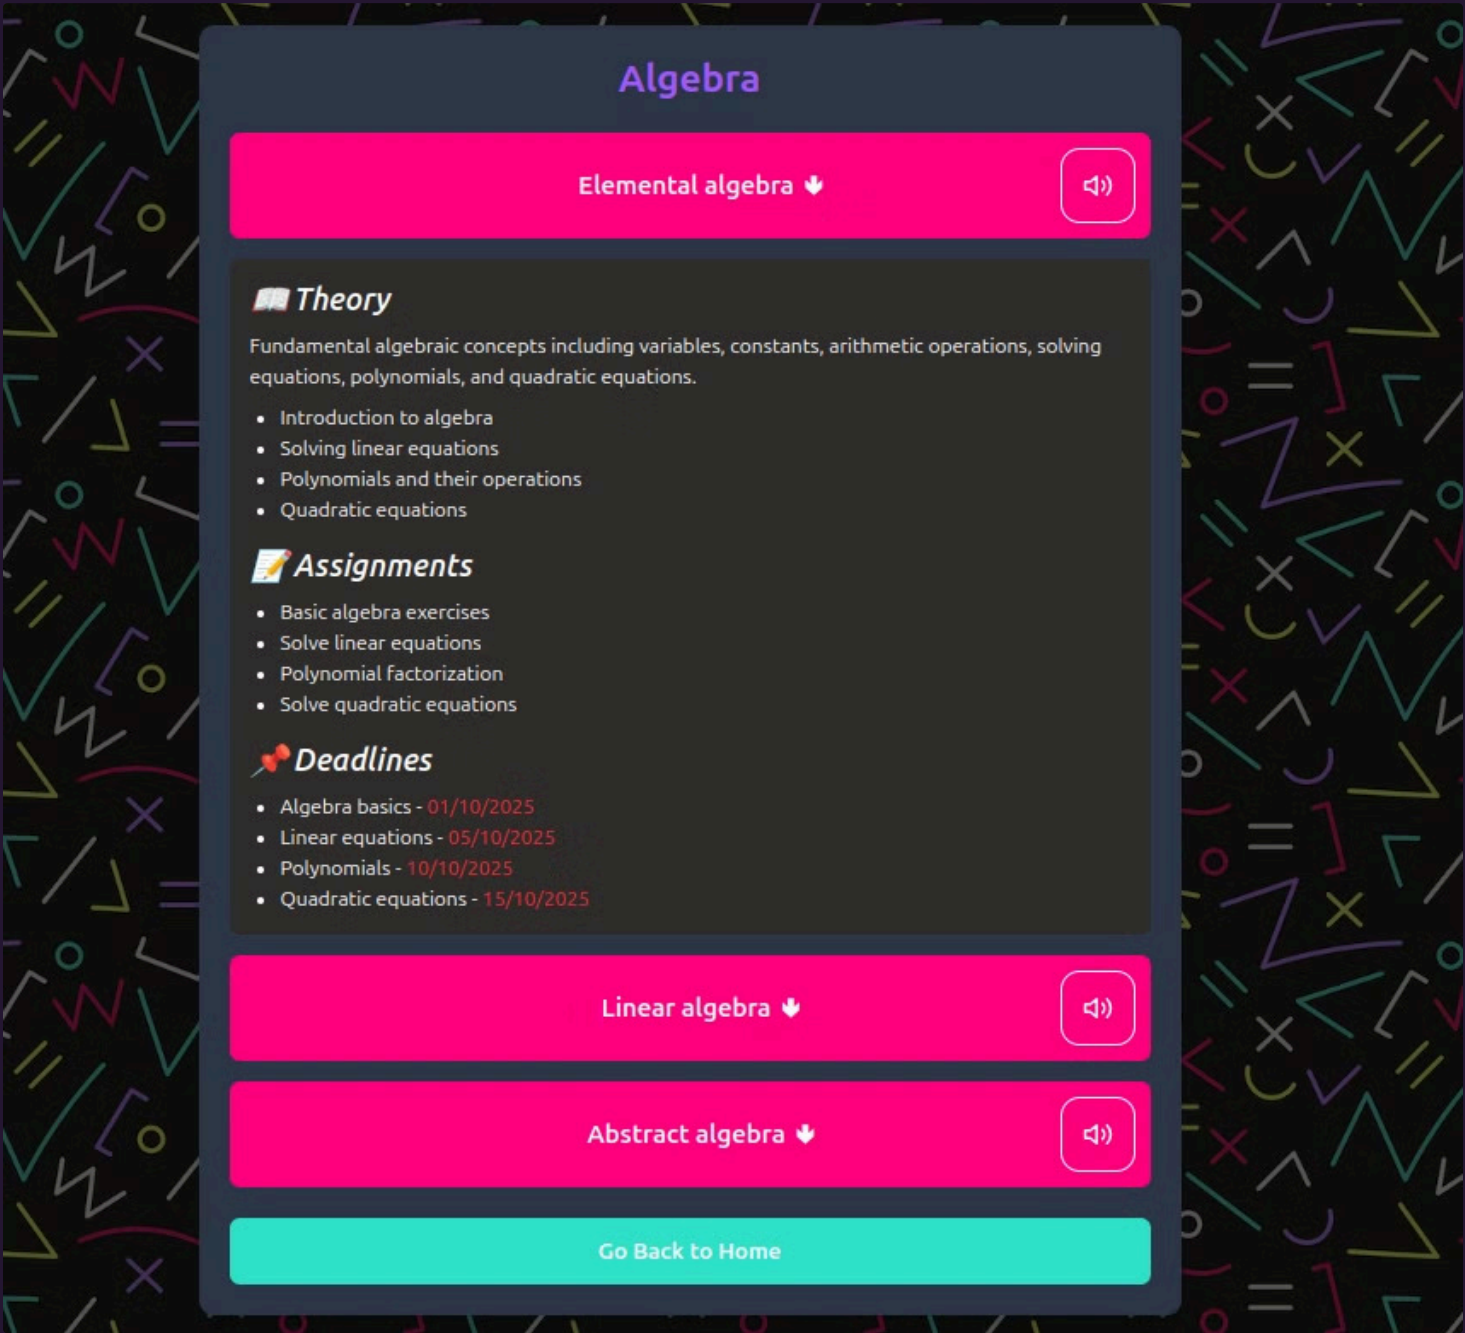 Algebra
Elemental algebra
Theory
Fundamental algebraic concepts including variables, constants, arithmetic operations, solving
equations, polynomials, and quadratic equations.
Introduction to algebra
Solving linear equations
Polynomials and their operations
Quadratic equations
Assignments
Basic algebra exercises
Solve linear equations
Polynomial factorization
Solve quadratic equations
Deadlines
Algebra basics - 01/10/2025
Linear equations - 05/10/2025
Polynomials - 10/10/2025
Quadratic equations - 15/10/2025
Linear algebra
Abstract algebra
Go Back to Home